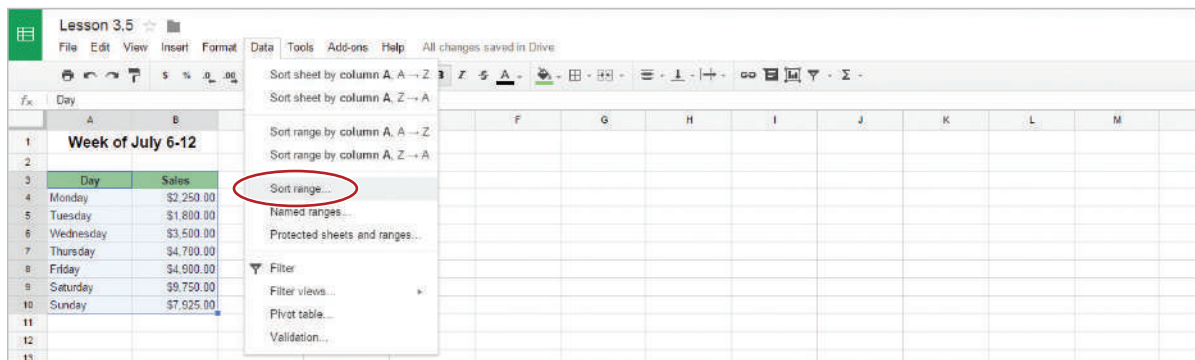 Lesson 3.5
File Edit View Insert Format Data Tools Add-ons Help All changes saved in Drive
$ % .0 .00 I S A Σ
fx Day
A B F G H I J K L M
Sort sheet by column A, A → Z
Sort sheet by column A, Z → A
Sort range by column A, A → Z
Sort range by column A, Z → A
Sort range...
Named ranges...
Protected sheets and ranges...
Filter
Filter views...
Pivot table...
Validation...
1 Week of July 6-12
2
3 Day Sales
4 Monday $2,250.00
5 Tuesday $1,800.00
6 Wednesday $3,500.00
7 Thursday $4,700.00
8 Friday $4,900.00
9 Saturday $9,750.00
10 Sunday $7,925.00
11
12
13